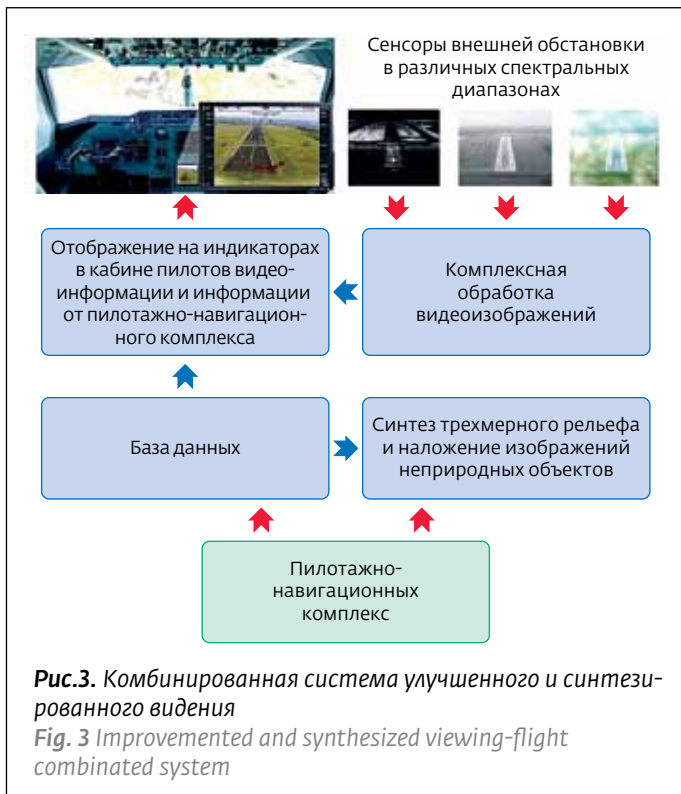 Сенсоры внешней обстановки
в различных спектральных
диапазонах
Отображение на индикаторах
в кабине пилотов видео-
информации и информации
от пилотажно-навигацион-
ного комплекса
Комплексная
обработка
видеоизображений
База данных
Синтез трехмерного рельефа
и наложение изображений
неприродных объектов
Пилотажно-
навигационных
комплекс
Рис.3. Комбинированная система улучшенного и синтези-
рованного видения
Fig. 3 Improvemented and synthesized viewing-flight
combinated system